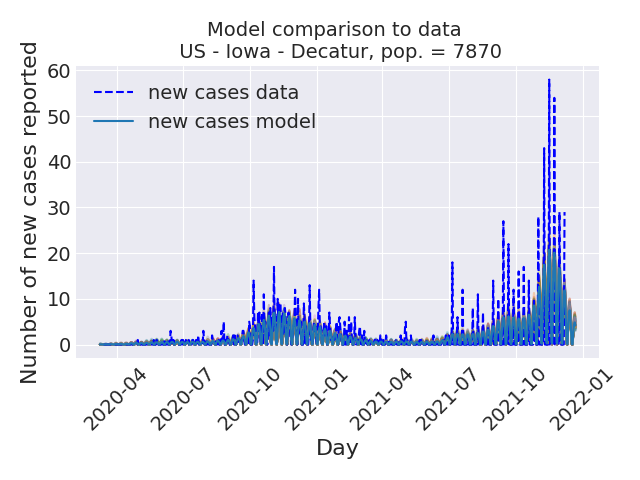 Model comparison to data
US - Iowa - Decatur, pop. = 7870
Number of new cases reported
60
50
40
30
20
10
0
new cases data
new cases model
2020-04
2020-07
2020-10
2021-01
2021-04
2021-07
2021-10
2022-01
Day